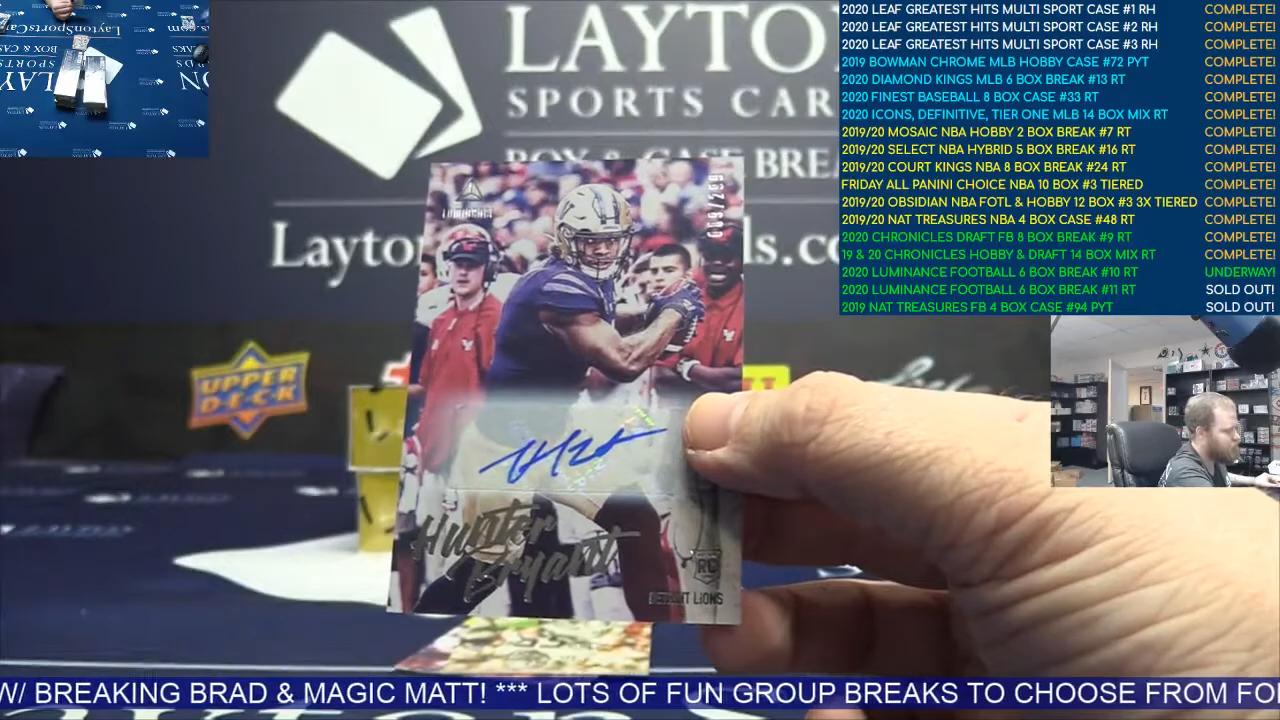 2020 LEAF GREATEST HITS MULTI SPORT CASE #1 RH COMPLETE!
2020 LEAF GREATEST HITS MULTI SPORT CASE #2 RH COMPLETE!
2020 LEAF GREATEST HITS MULTI SPORT CASE #3 RH COMPLETE!
2019 BOWMAN CHROME MLB HOBBY CASE #72 PYT COMPLETE!
2020 DIAMOND KINGS MLB 6 BOX BREAK #13 RT COMPLETE!
2020 FINEST BASEBALL 8 BOX CASE #33 RT COMPLETE!
2020 ICONS, DEFINITIVE, TIER ONE MLB 14 BOX MIX RT COMPLETE!
2019/20 MOSAIC NBA HOBBY 2 BOX BREAK #7 RT COMPLETE!
2019/20 SELECT NBA HYBRID 5 BOX BREAK #16 RT COMPLETE!
2019/20 COURT KINGS NBA 8 BOX BREAK #24 RT COMPLETE!
FRIDAY ALL PANINI CHOICE NBA 10 BOX #3 TIERED COMPLETE!
2019/20 OBSIDIAN NBA FOTL & HOBBY 12 BOX #3 3X TIERED COMPLETE!
2019/20 NAT TREASURES NBA 4 BOX CASE #48 RT COMPLETE!
2020 CHRONICLES DRAFT FB 8 BOX BREAK #9 RT COMPLETE!
19 & 20 CHRONICLES HOBBY & DRAFT 14 BOX MIX RT COMPLETE!
2020 LUMINANCE FOOTBALL 6 BOX BREAK #10 RT UNDERWAY!
2020 LUMINANCE FOOTBALL 6 BOX BREAK #11 RT SOLD OUT!
2019 NAT TREASURES FB 4 BOX CASE #94 PYT SOLD OUT!
LAYTO
SPORTS CAR
BOX & CASE BREA
Layto ls.co
LUMINANCE
UPPER DECK
Hunter
Bryant
RC
DETROIT LIONS
W/ BREAKING BRAD & MAGIC MATT! *** LOTS OF FUN GROUP BREAKS TO CHOOSE FROM FO